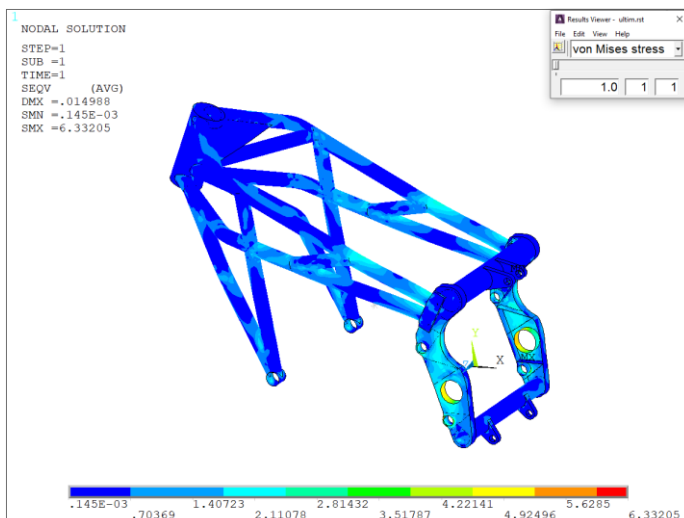 1
NODAL SOLUTION
STEP=1
SUB =1
TIME=1
SEQV (AVG)
DMX =.014988
SMN =.145E-03
SMX =6.33205
Results Viewer - ultim.rst
File Edit View Help
von Mises stress
1.0 1 1
Y
X
.145E-03 1.40723 2.81432 4.22141 5.6285
.70369 2.11078 3.51787 4.92496 6.33205